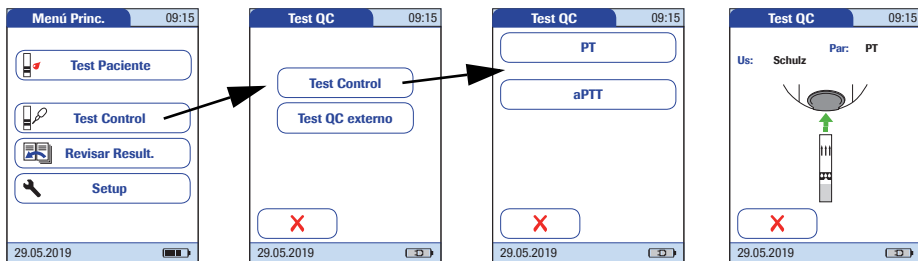 Menú Princ. 09:15
Test Paciente
Test Control
Revisar Result.
Setup
29.05.2019
Test QC 09:15
Test Control
Test QC externo
X
29.05.2019
Test QC 09:15
PT
aPTT
X
29.05.2019
Test QC 09:15
Par: PT
Us: Schulz
X
29.05.2019